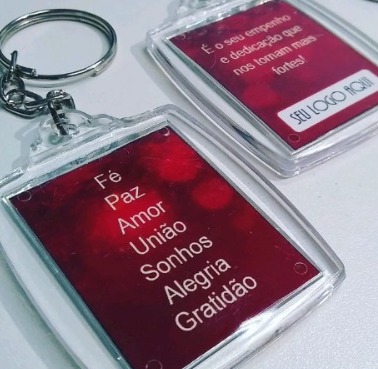 Fé
Paz
Amor
União
Sonhos
Alegria
Gratidão
É o seu empenho
e dedicação que
nos tornam mais
fortes!
SEU LOGO AQUI